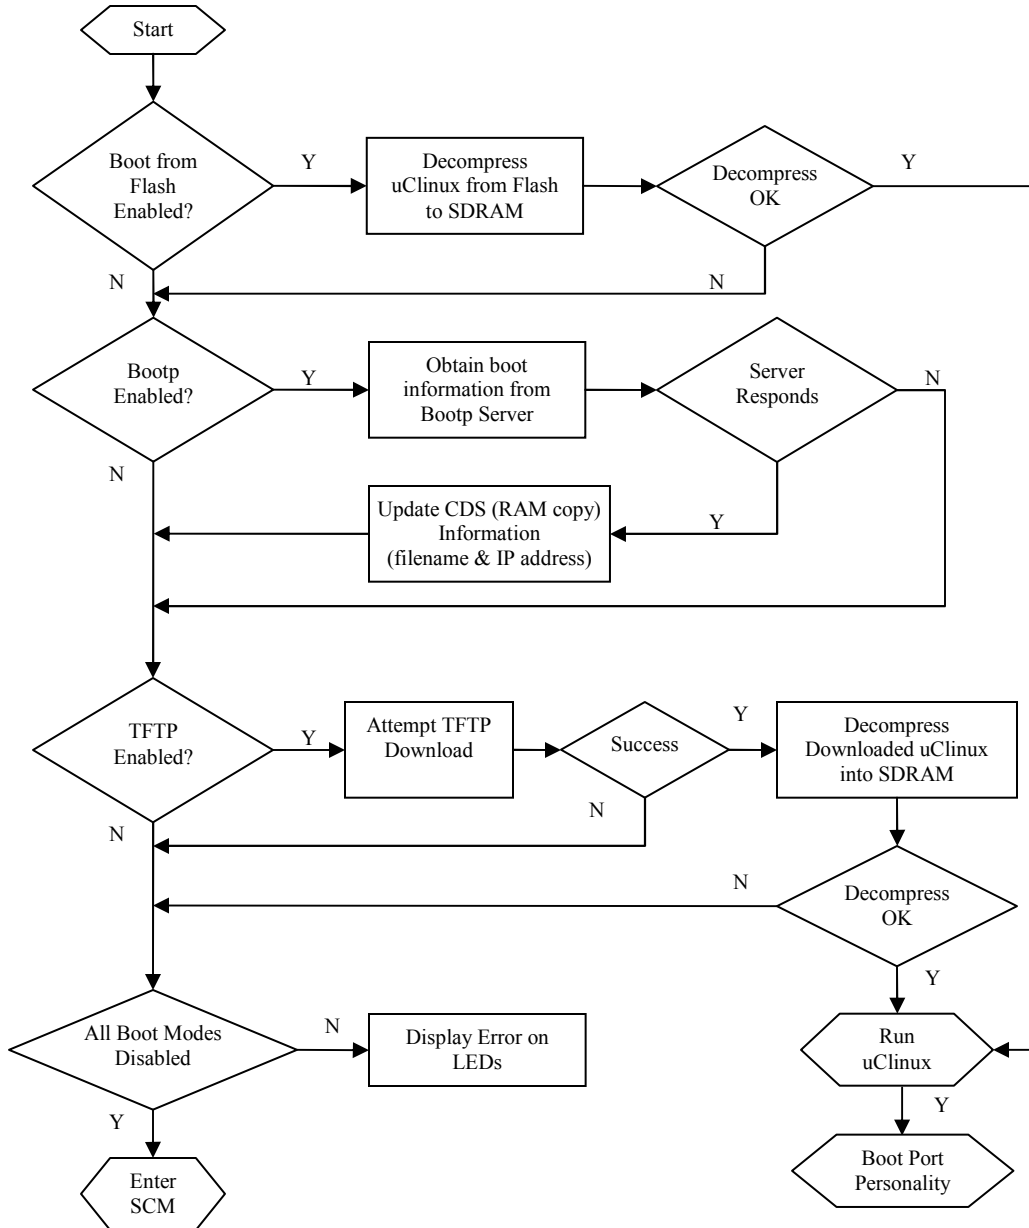 Start
Boot from
Flash
Enabled?
Y
Decompress
uClinux from Flash
to SDRAM
Decompress
OK
Y
N
N
Bootp
Enabled?
Y
Obtain boot
information from
Bootp Server
Server
Responds
N
N
Update CDS (RAM copy)
Information
(filename & IP address)
Y
TFTP
Enabled?
Y
Attempt TFTP
Download
Success
Y
Decompress
Downloaded uClinux
into SDRAM
N
N
N
Decompress
OK
Y
All Boot Modes
Disabled
N
Display Error on
LEDs
Run
uClinux
Y
Y
Enter
SCM
Boot Port
Personality